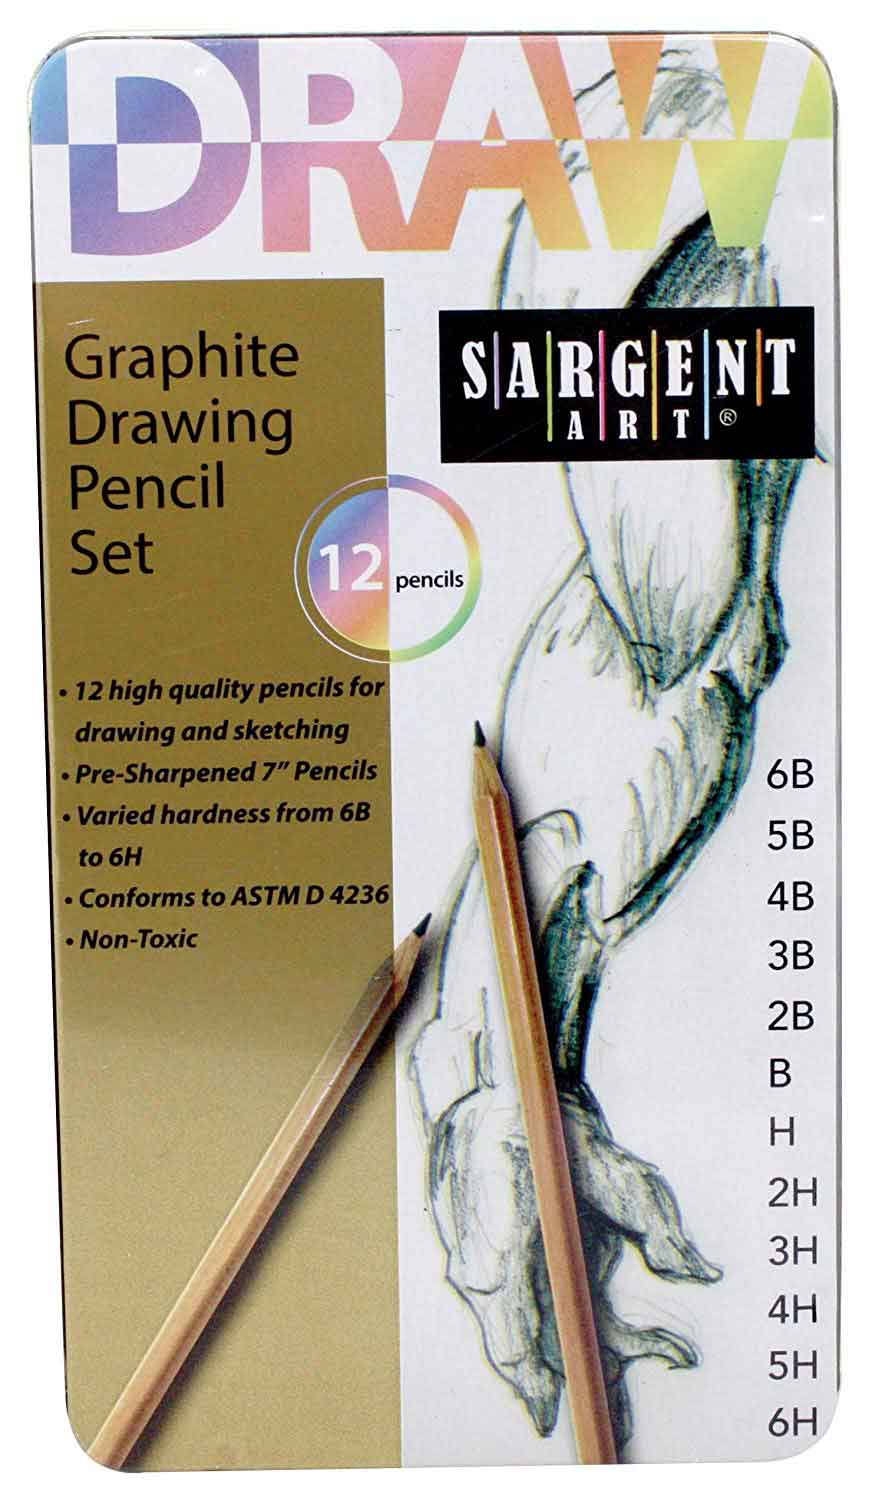 DRAW
SARGENT
ART®
Graphite
Drawing
Pencil
Set
12 pencils
• 12 high quality pencils for
drawing and sketching
• Pre-Sharpened 7” Pencils
• Varied hardness from 6B
to 6H
• Conforms to ASTM D 4236
• Non-Toxic
6B
5B
4B
3B
2B
B
H
2H
3H
4H
5H
6H